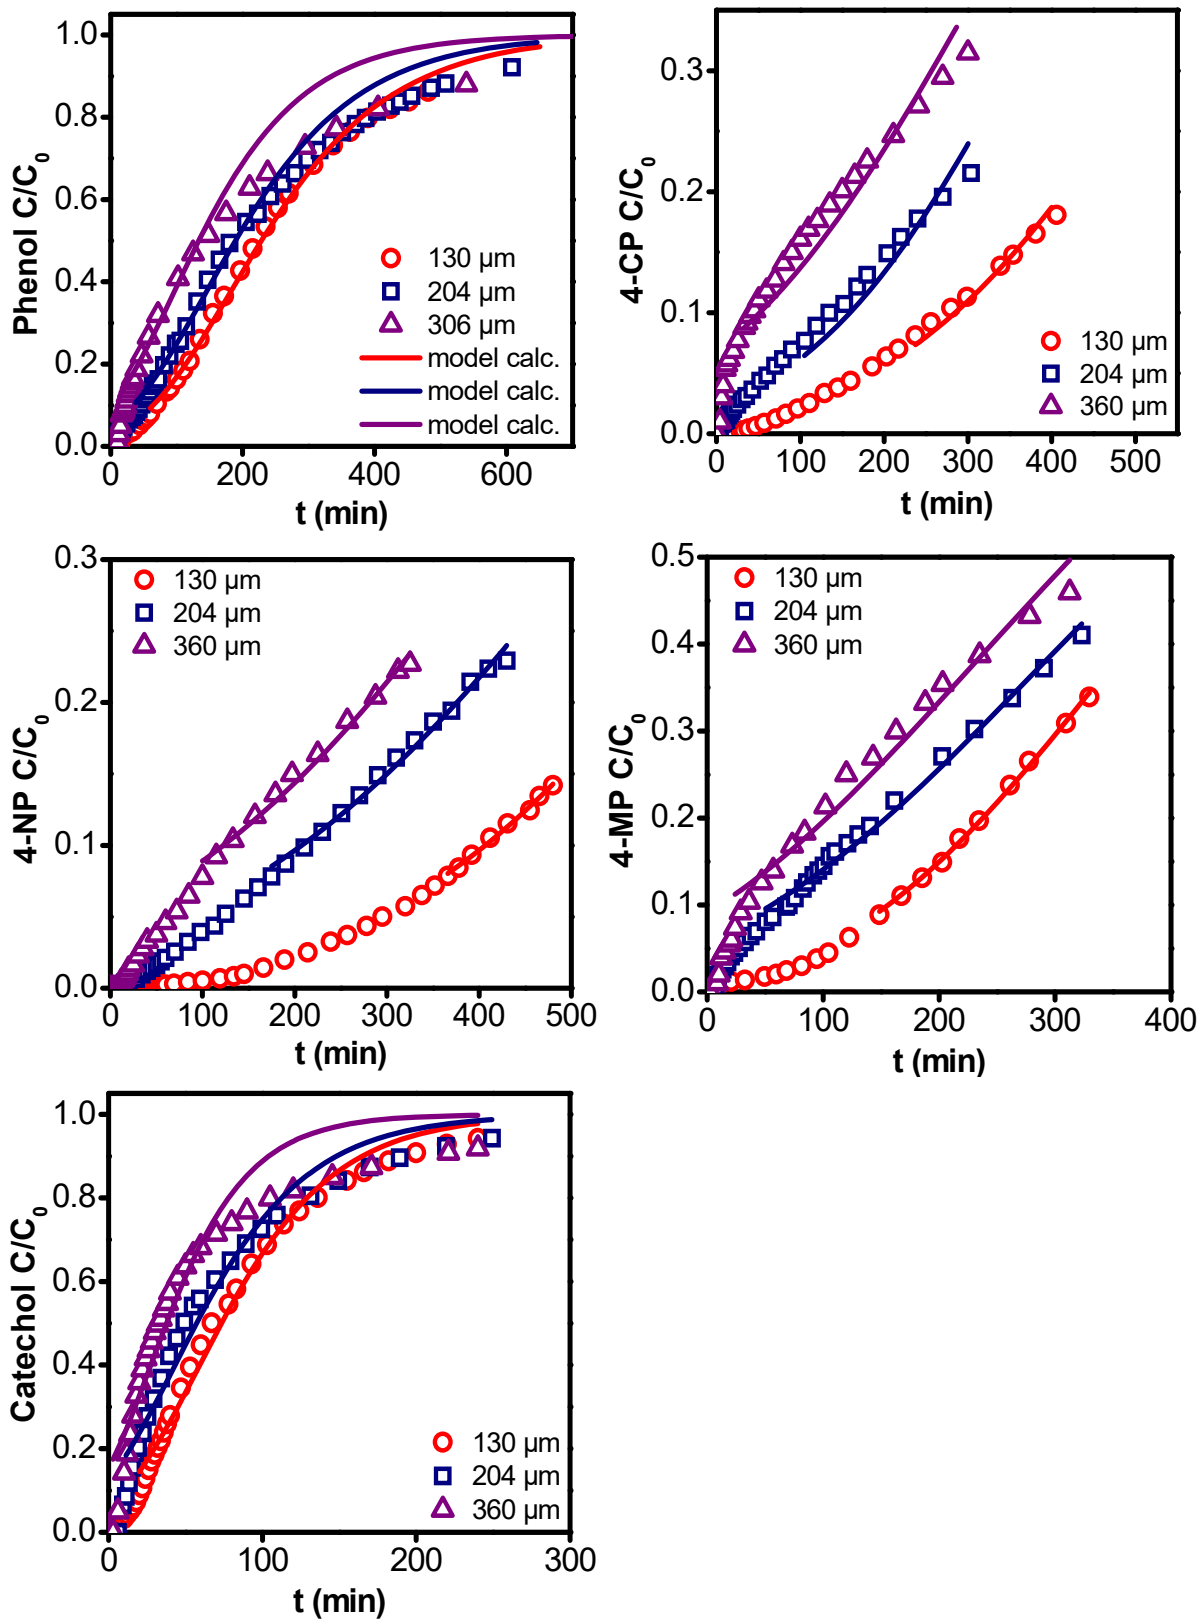 Phenol C/C0
1.0
0.8
0.6
0.4
0.2
0.0
130 µm
204 µm
306 µm
model calc.
model calc.
model calc.
0 200 400 600
t (min)
4-CP C/C0
0.3
0.2
0.1
0.0
130 µm
204 µm
360 µm
0 100 200 300 400 500
t (min)
4-NP C/C0
0.3
0.2
0.1
0.0
130 µm
204 µm
360 µm
0 100 200 300 400 500
t (min)
4-MP C/C0
0.5
0.4
0.3
0.2
0.1
0.0
130 µm
204 µm
360 µm
0 100 200 300 400
t (min)
Catechol C/C0
1.0
0.8
0.6
0.4
0.2
0.0
130 µm
204 µm
360 µm
0 100 200 300
t (min)